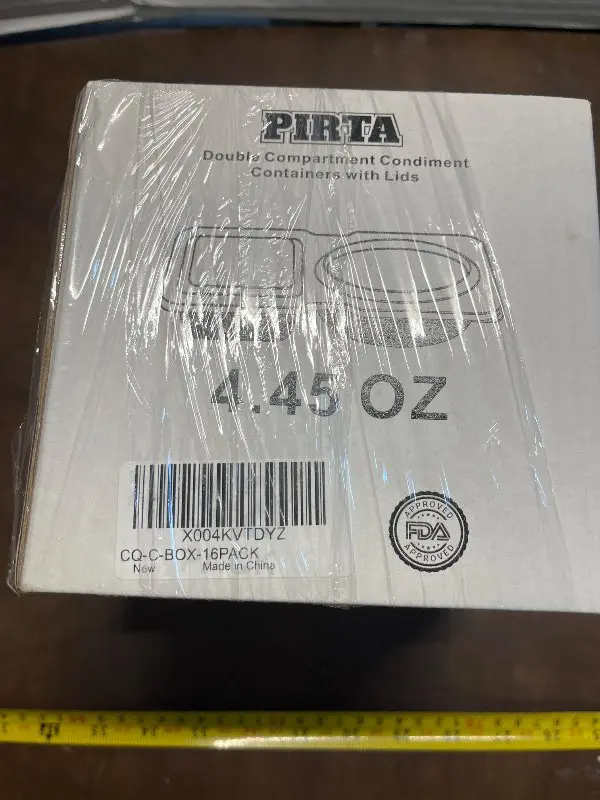 PIRTA
Double Compartment Condiment
Containers with Lids
4.45 OZ
X004KVTDYZ
CQ-C-BOX-16PACK
New Made in China
APPROVED
FDA
APPROVED